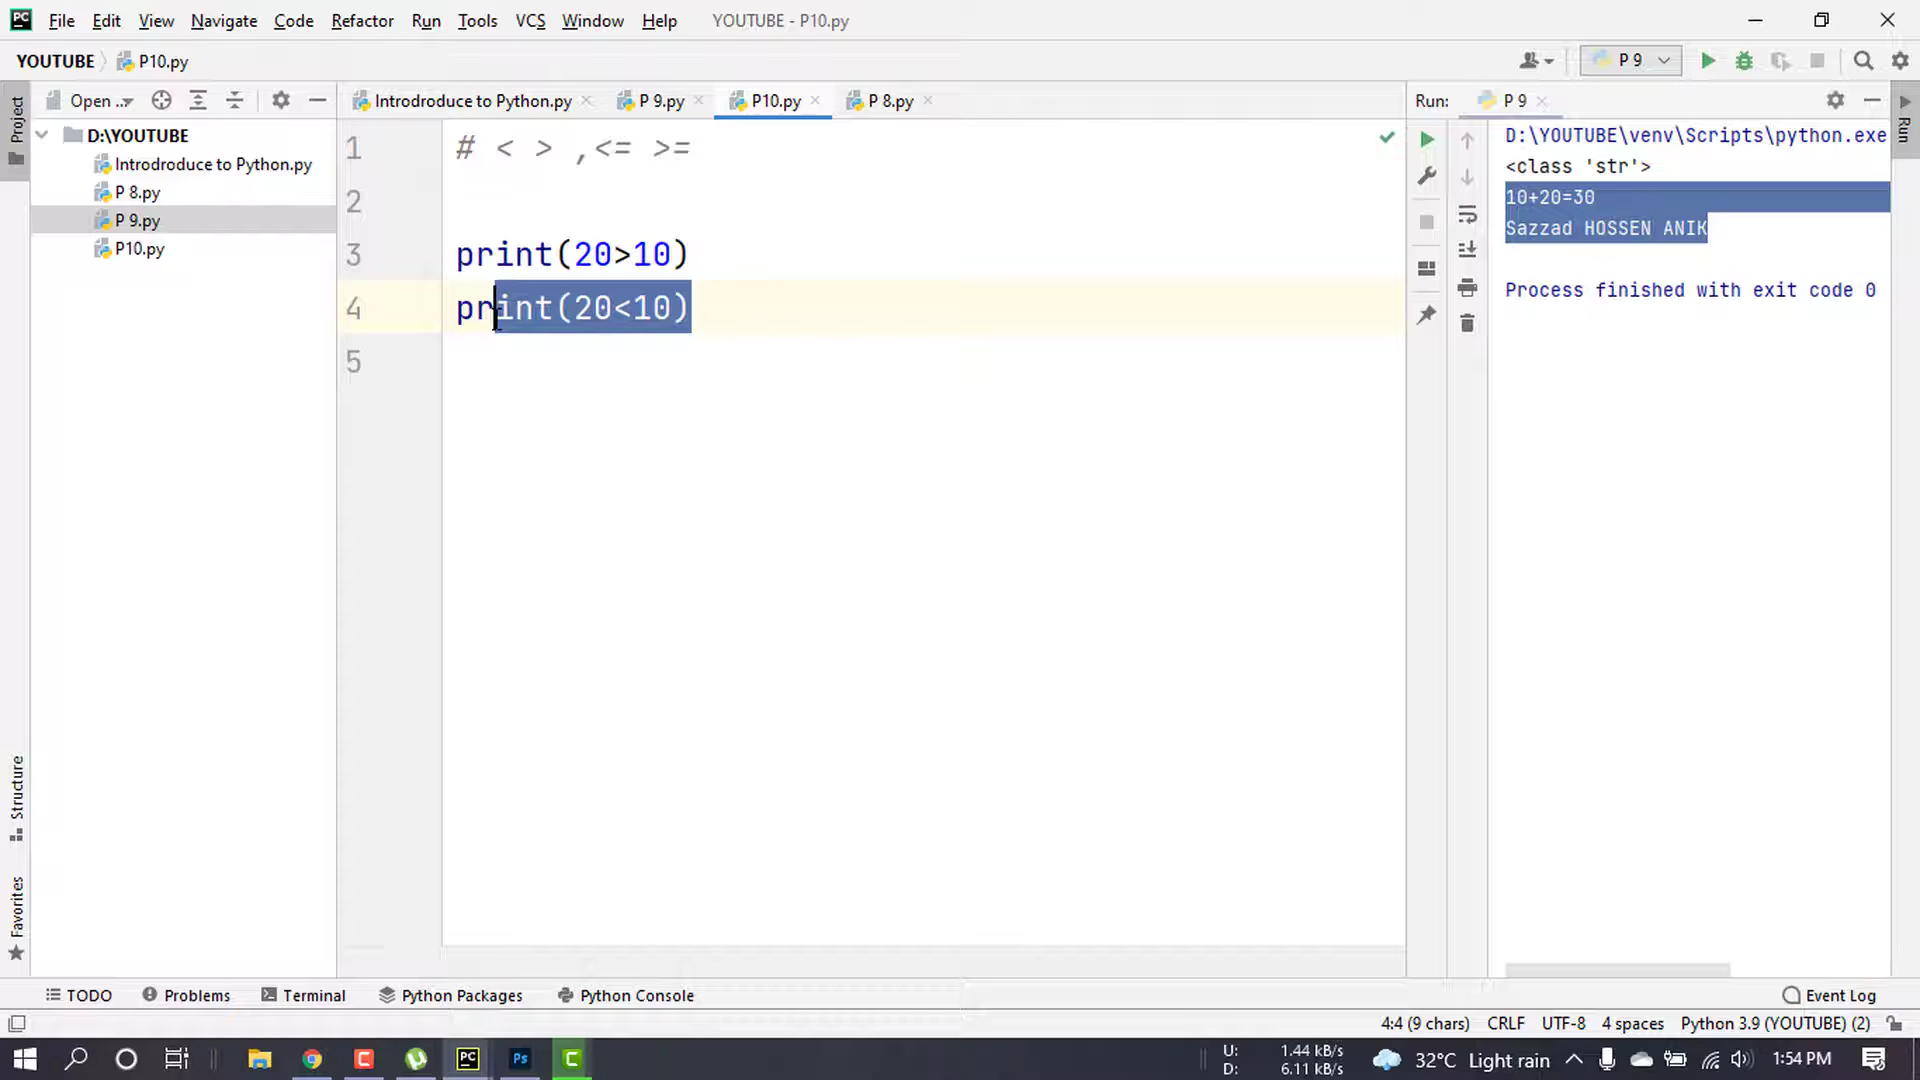 File Edit View Navigate Code Refactor Run Tools VCS Window Help YOUTUBE - P10.py
YOUTUBE P10.py P 9
Project
Open ..
Introdroduce to Python.py P 9.py P10.py P 8.py
Run: P 9
D:\YOUTUBE
Introdroduce to Python.py
P 8.py
P 9.py
P10.py
1 # < > ,<= >=
2
3 print(20>10)
4 print(20<10)
5
D:\YOUTUBE\venv\Scripts\python.exe
<class 'str'>
10+20=30
Sazzad HOSSEN ANIK
Process finished with exit code 0
Run
Structure
Favorites
TODO Problems Terminal Python Packages Python Console Event Log
4:4 (9 chars) CRLF UTF-8 4 spaces Python 3.9 (YOUTUBE) (2)
PC Ps C C
U: 1.44 kB/s
D: 6.11 kB/s
32°C Light rain 1:54 PM